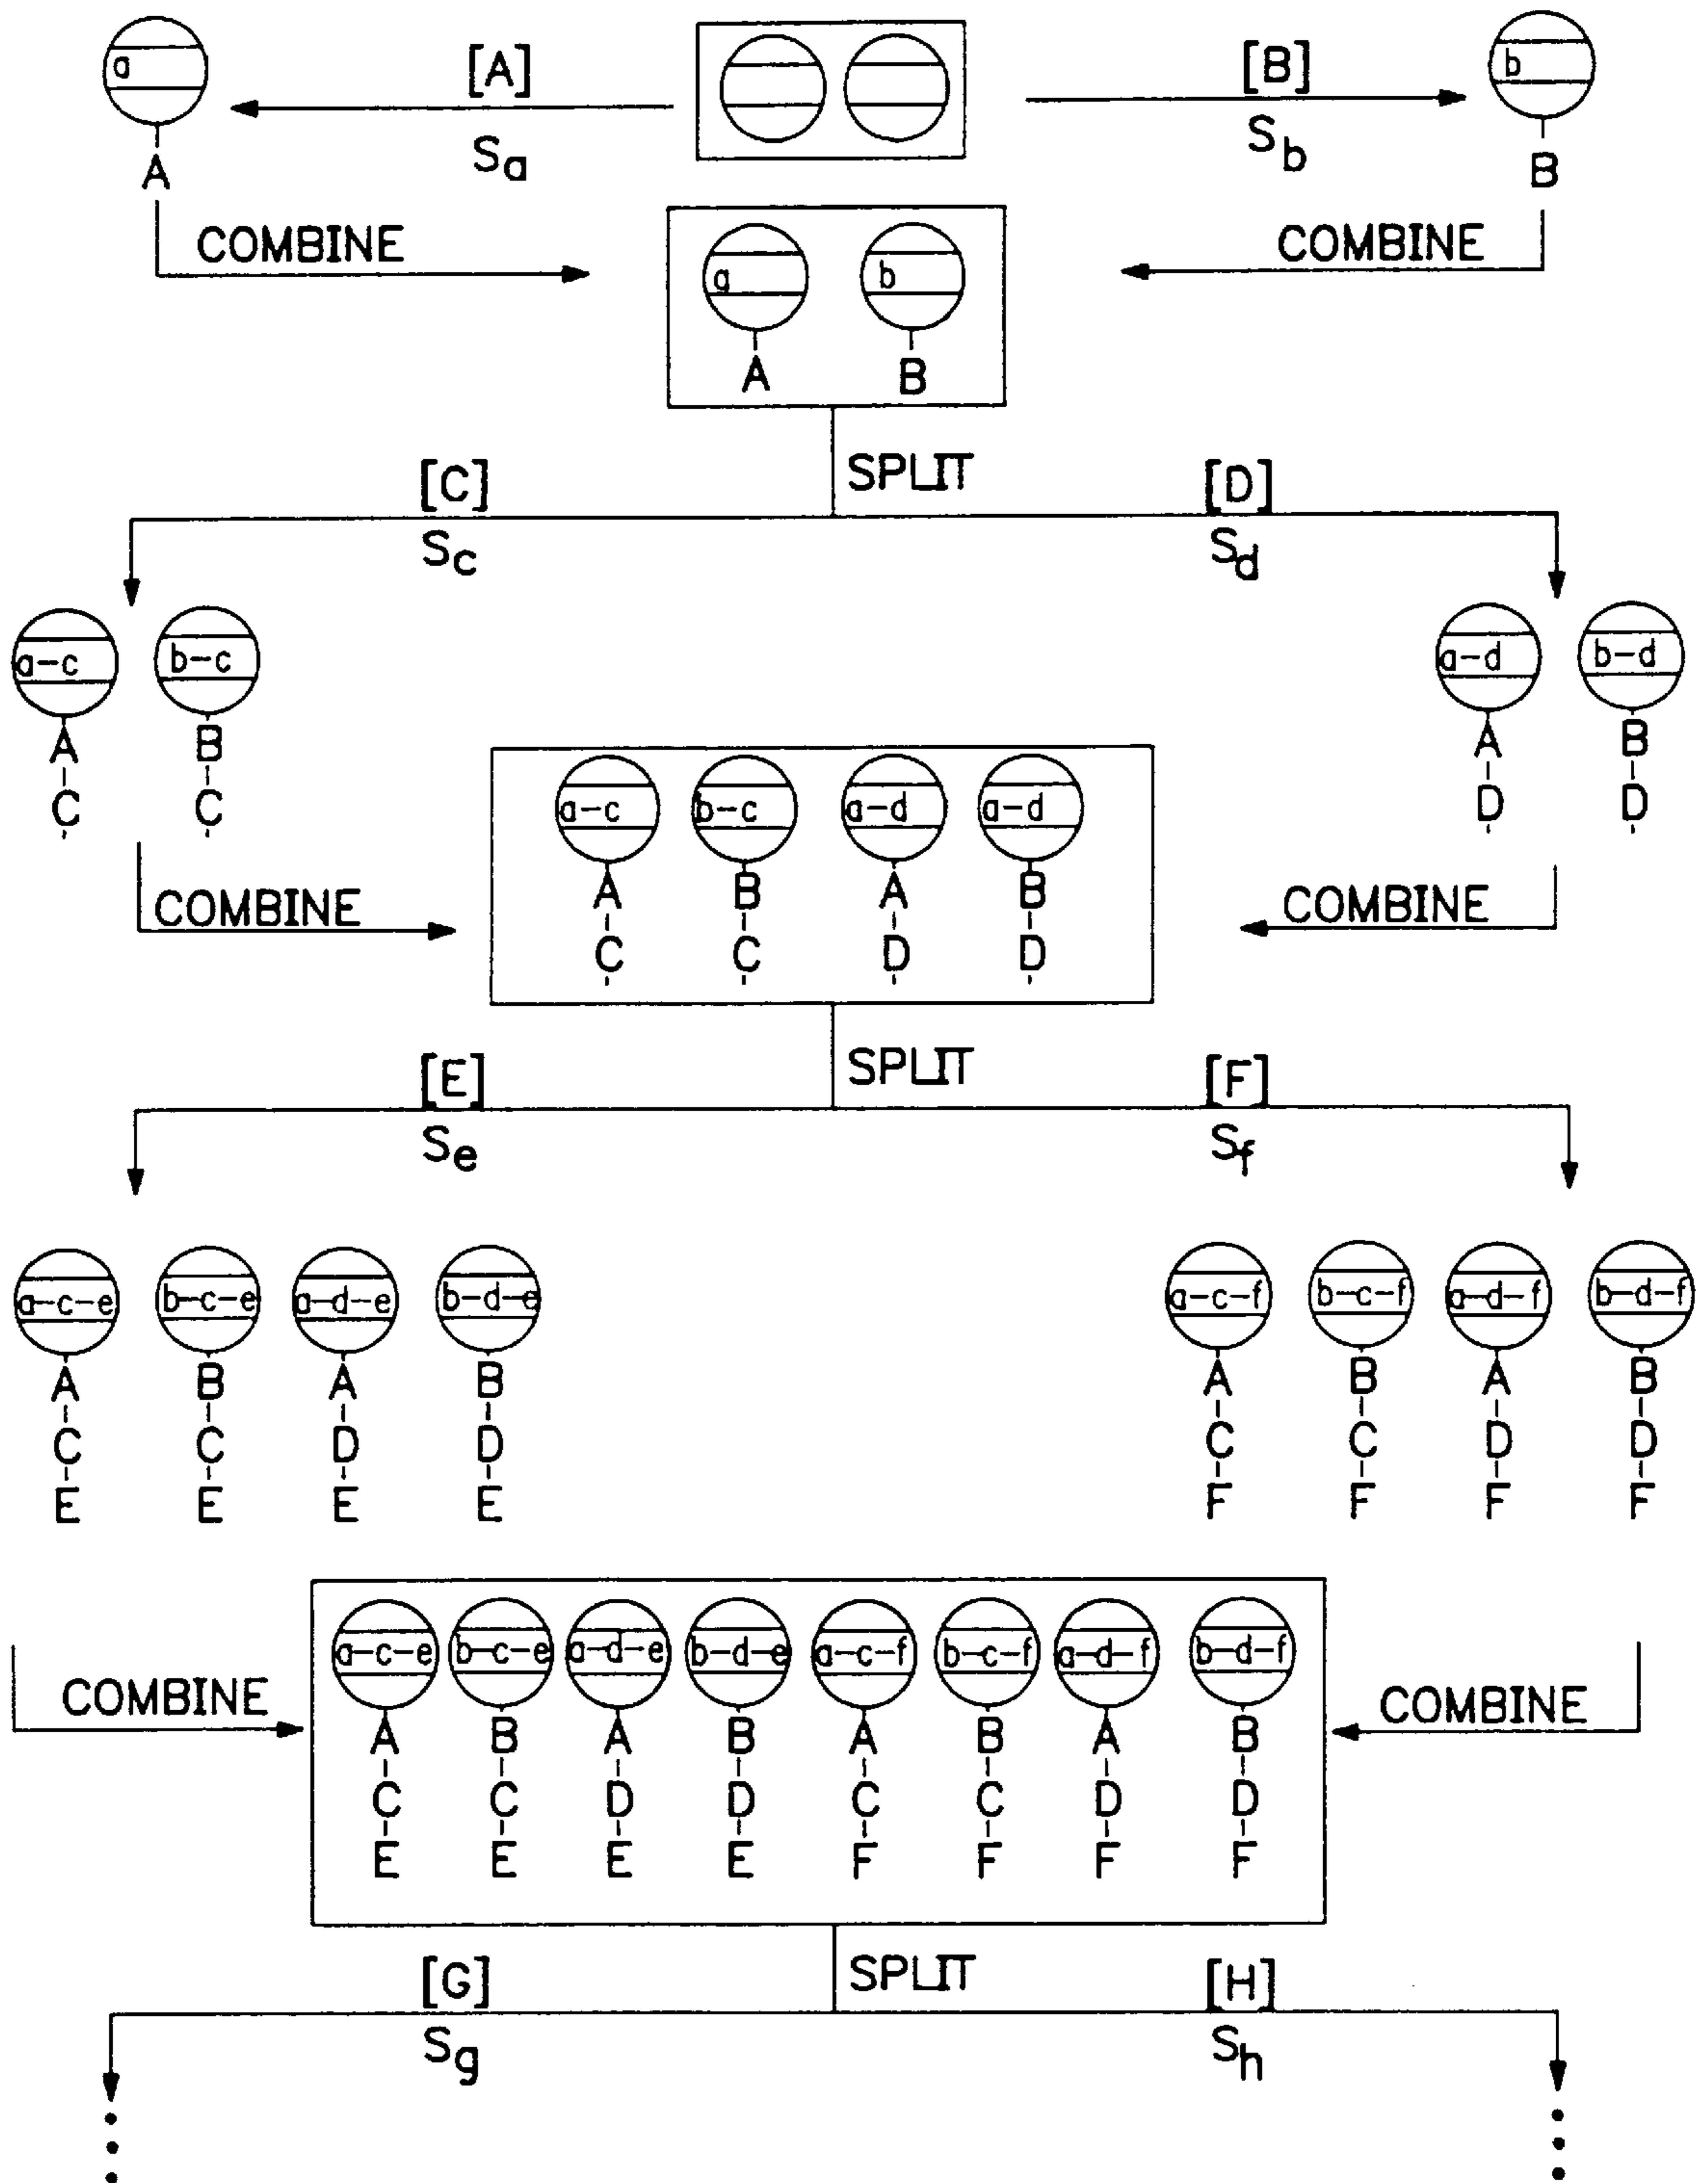 a [A] [B] b
Sa Sb
A B
COMBINE COMBINE
a b
A B
SPLIT
[C] [D]
Sc Sd
a-c b-c a-d b-d
A B A B
C C D D
a-c b-c a-d a-d
A B A B
C C D D
COMBINE COMBINE
SPLIT
[E] [F]
Se Sf
a-c-e b-c-e a-d-e b-d-e a-c-f b-c-f a-d-f b-d-f
A B A B A B A B
C C D D C C D D
E E E E F F F F
a-c-e b-c-e a-d-e b-d-e a-c-f b-c-f a-d-f b-d-f
COMBINE COMBINE
A B A B A B A B
C C D D C C D D
E E E E F F F F
SPLIT
[G] [H]
Sg Sh